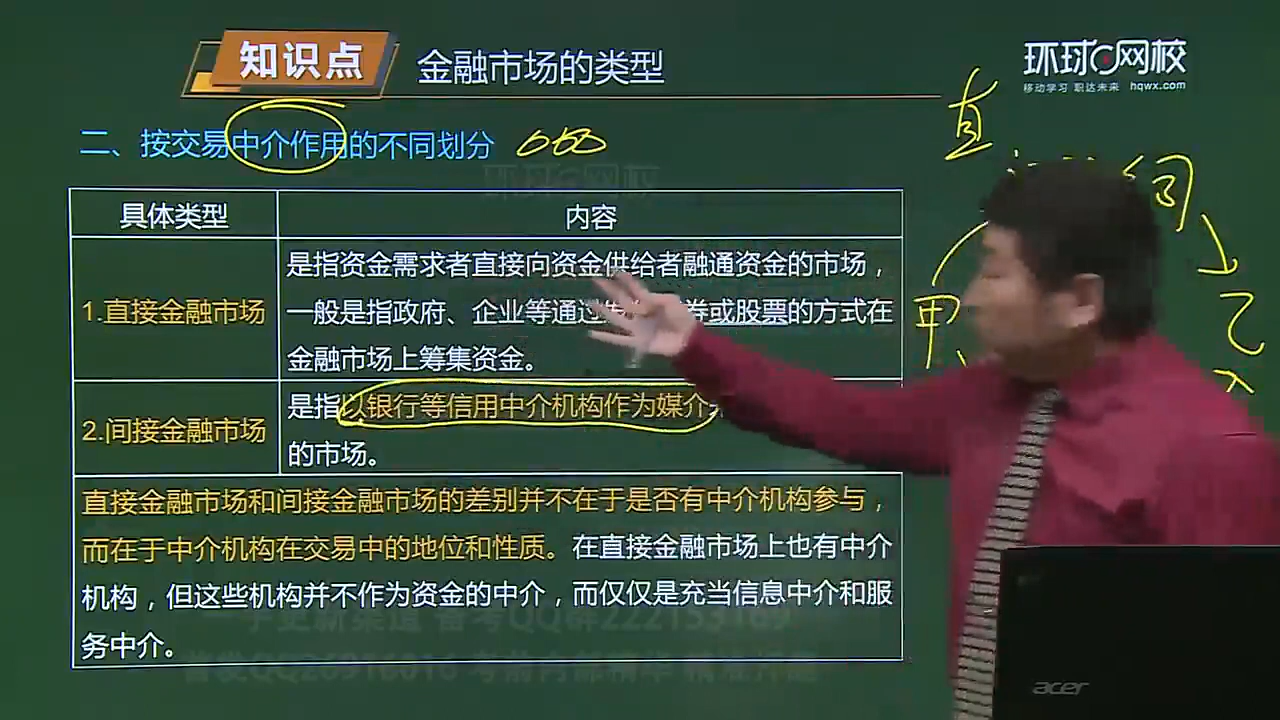 知识点
金融市场的类型
环球网校
移动学习 职达未来 hqwx.com
二、按交易中介作用的不同划分
直
间
甲
乙
具体类型
内容
1.直接金融市场
是指资金需求者直接向资金供给者融通资金的市场，
一般是指政府、企业等通过 券或股票的方式在
金融市场上筹集资金。
2.间接金融市场
是指以银行等信用中介机构作为媒介
的市场。
直接金融市场和间接金融市场的差别并不在于是否有中介机构参与，
而在于中介机构在交易中的地位和性质。在直接金融市场上也有中介
机构，但这些机构并不作为资金的中介，而仅仅是充当信息中介和服
务中介。
acer